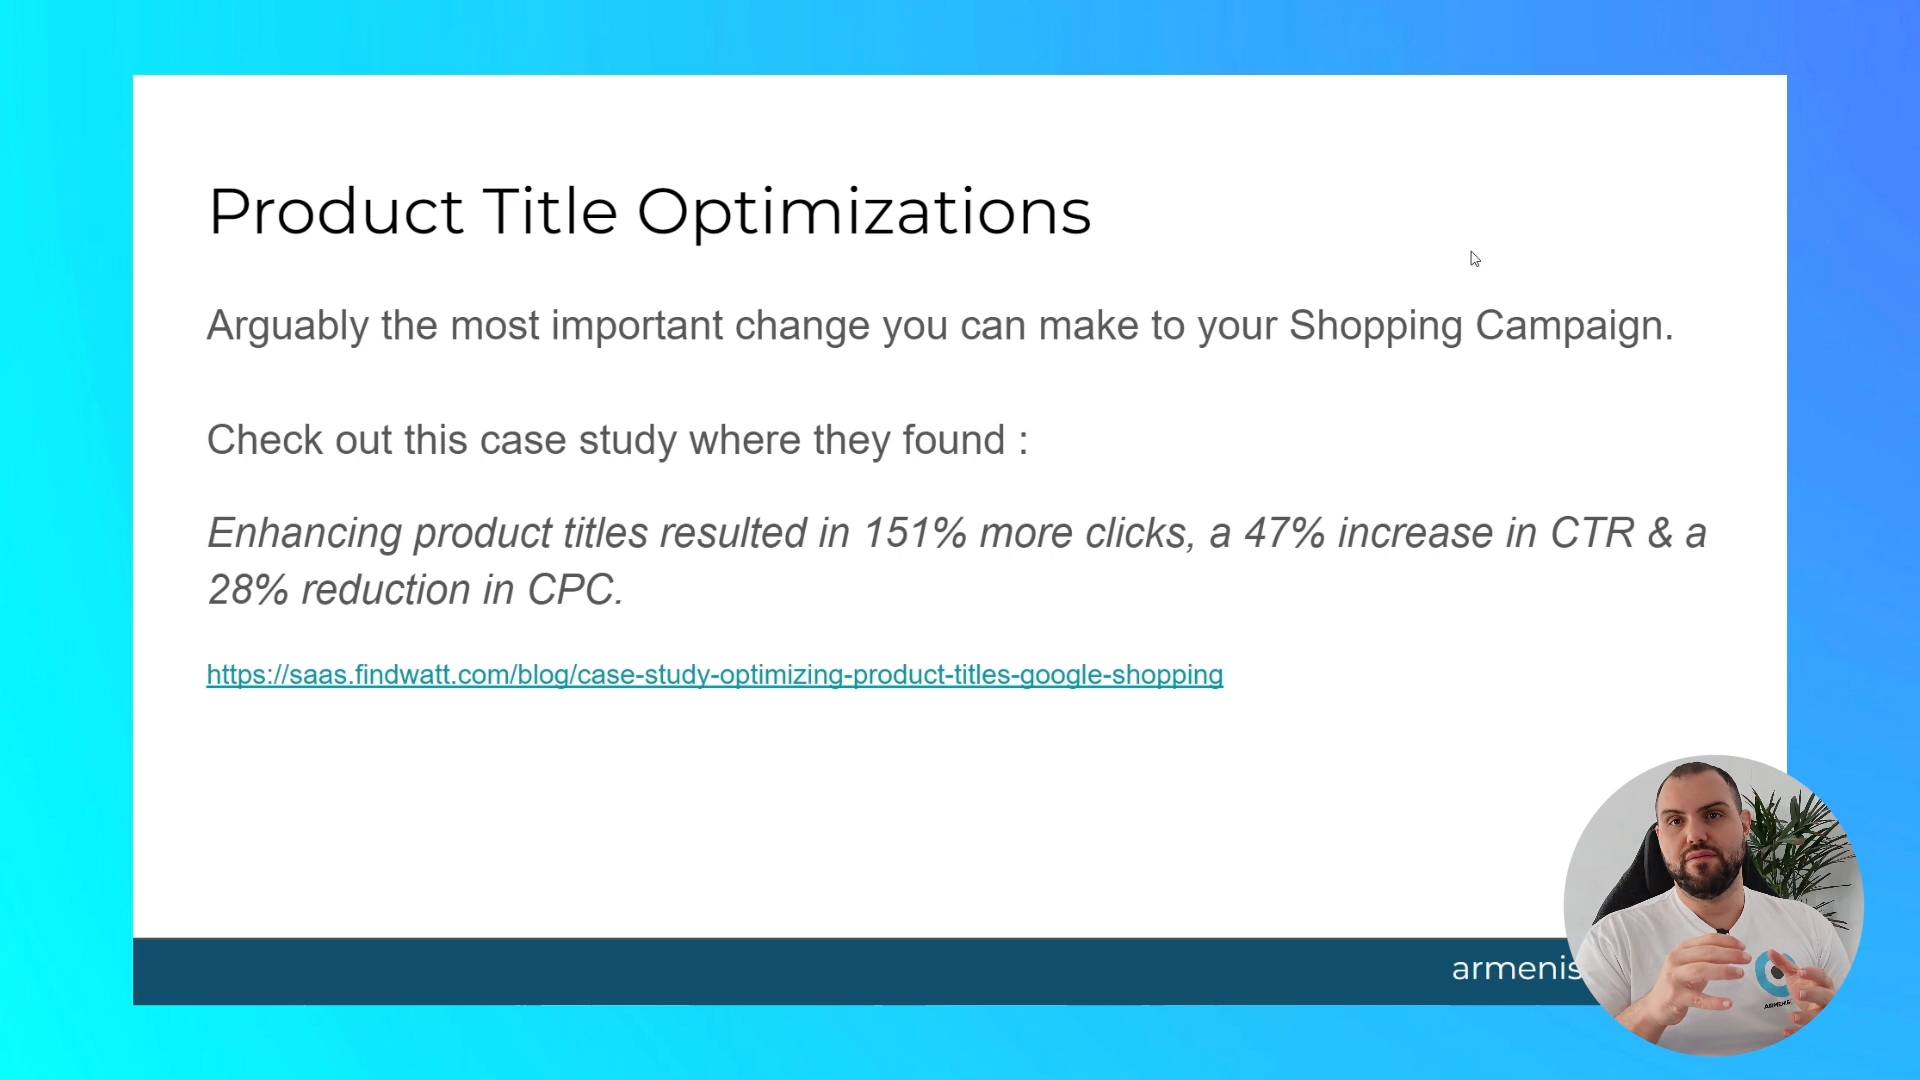 Product Title Optimizations
Arguably the most important change you can make to your Shopping Campaign.
Check out this case study where they found :
Enhancing product titles resulted in 151% more clicks, a 47% increase in CTR & a
28% reduction in CPC.
https://saas.findwatt.com/blog/case-study-optimizing-product-titles-google-shopping
armenis